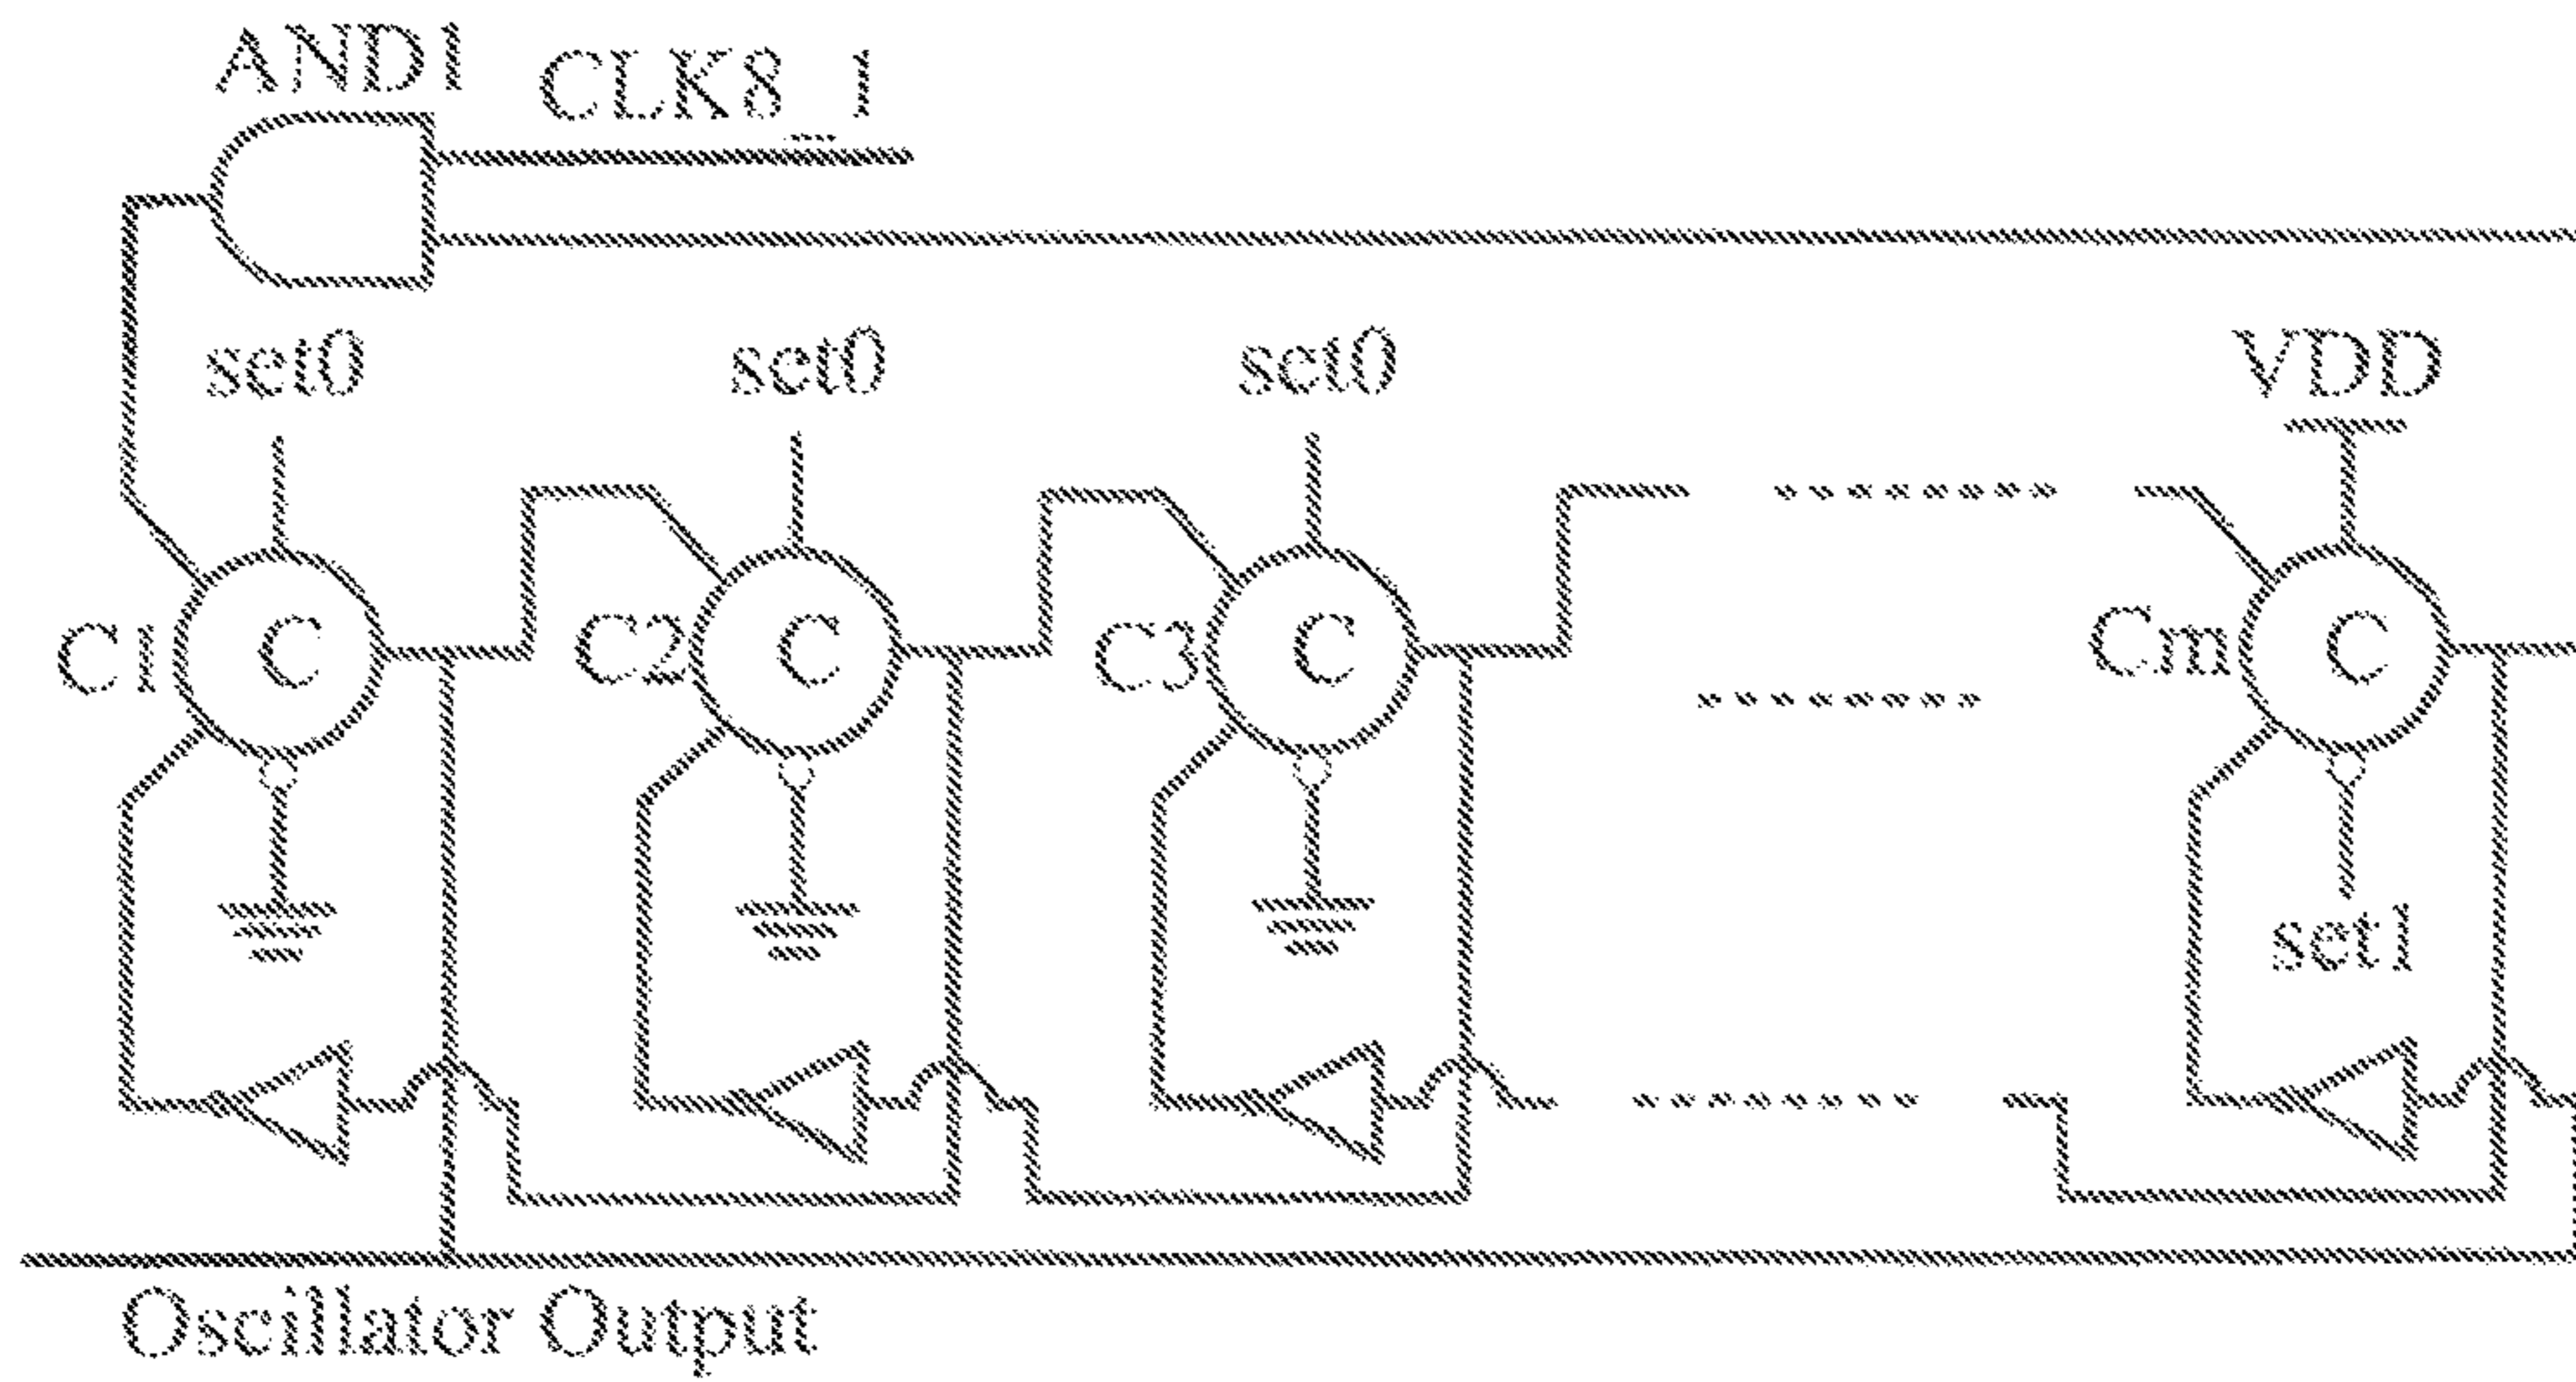 AND1
CLK8_1
set0 set0 set0 VDD
C1 C C2 C C3 C Cm C
set1
Oscillator Output